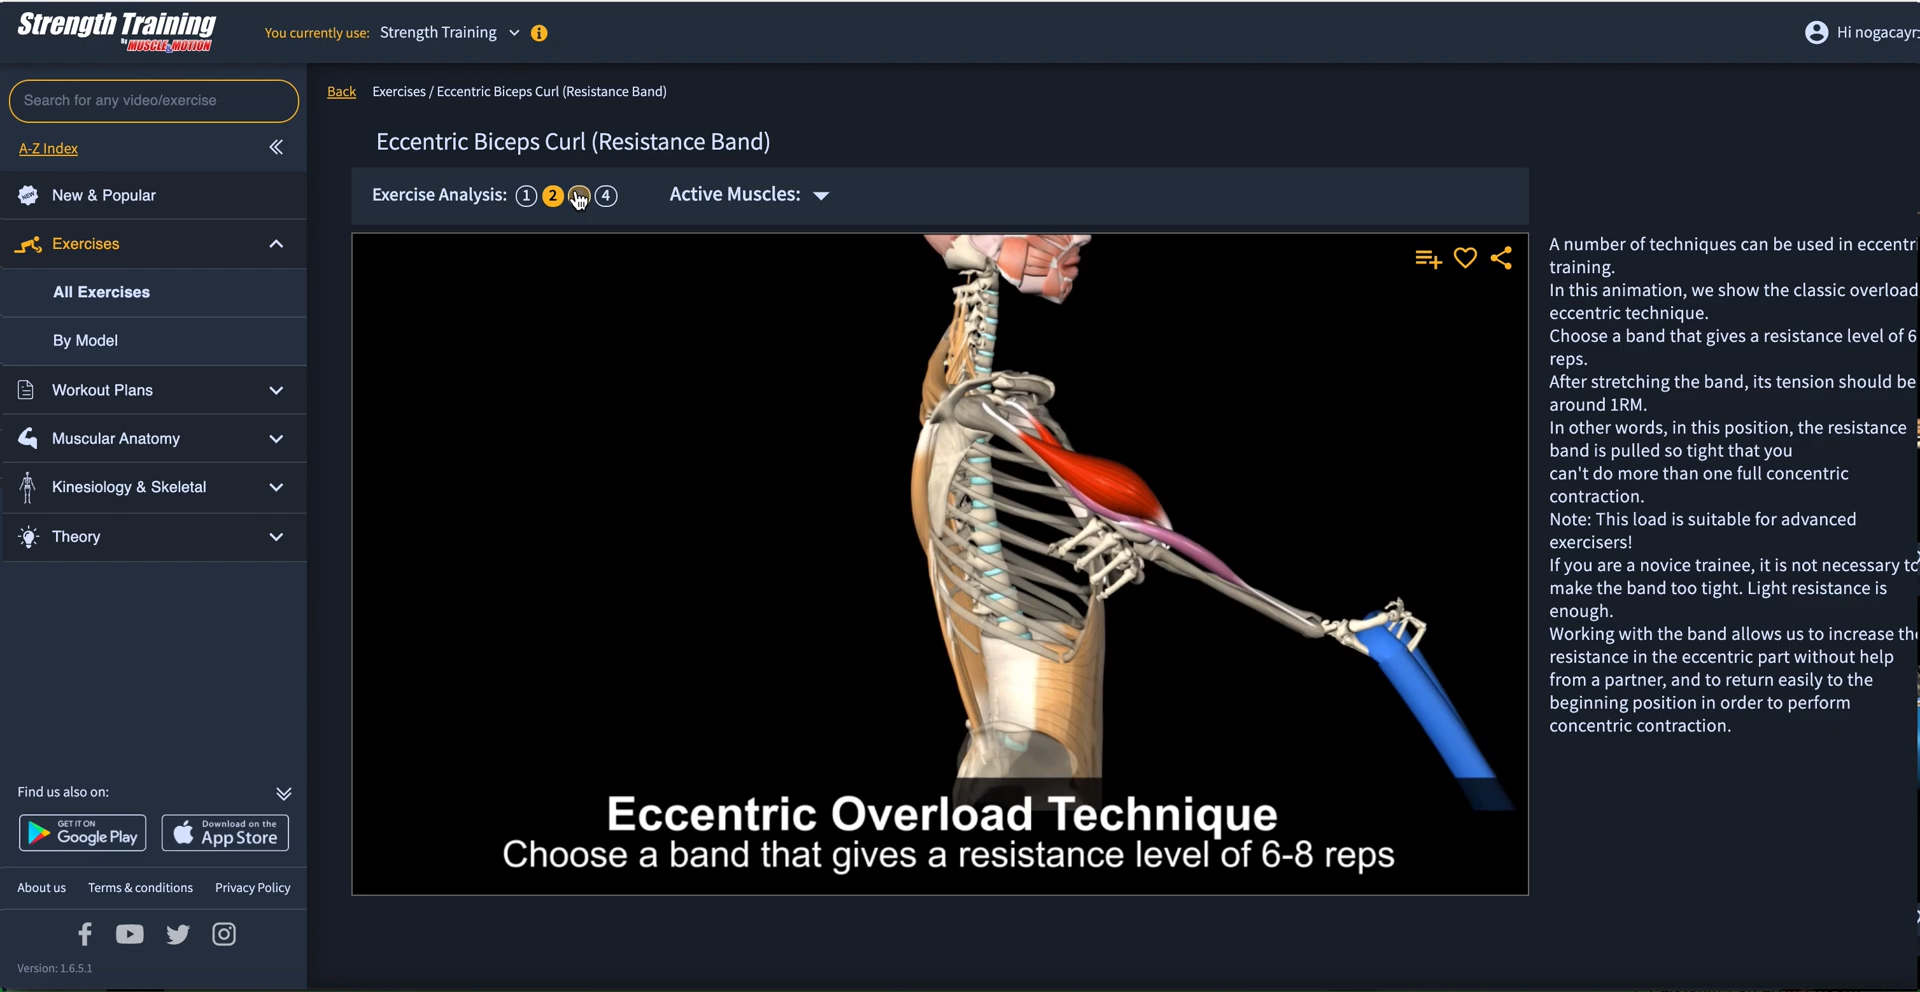 Strength Training
by MUSCLE & MOTION
You currently use: Strength Training
Hi nogacayr
Search for any video/exercise
A-Z Index
New & Popular
Exercises
All Exercises
By Model
Workout Plans
Muscular Anatomy
Kinesiology & Skeletal
Theory
Find us also on:
GET IT ON
Google Play
Download on the
App Store
About us Terms & conditions Privacy Policy
Version: 1.6.5.1
Back Exercises / Eccentric Biceps Curl (Resistance Band)
Eccentric Biceps Curl (Resistance Band)
Exercise Analysis: 1 2 4 Active Muscles:
Eccentric Overload Technique
Choose a band that gives a resistance level of 6-8 reps
A number of techniques can be used in eccentri
training.
In this animation, we show the classic overload
eccentric technique.
Choose a band that gives a resistance level of 6
reps.
After stretching the band, its tension should be
around 1RM.
In other words, in this position, the resistance
band is pulled so tight that you
can't do more than one full concentric
contraction.
Note: This load is suitable for advanced
exercisers!
If you are a novice trainee, it is not necessary to
make the band too tight. Light resistance is
enough.
Working with the band allows us to increase the
resistance in the eccentric part without help
from a partner, and to return easily to the
beginning position in order to perform
concentric contraction.